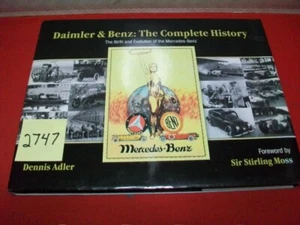 Daimler & Benz: The Complete History
The Birth and Evolution of the Mercedes-Benz
2747
BENZ
Mercedes-Benz
Dennis Adler
Foreword by
Sir Stirling Moss